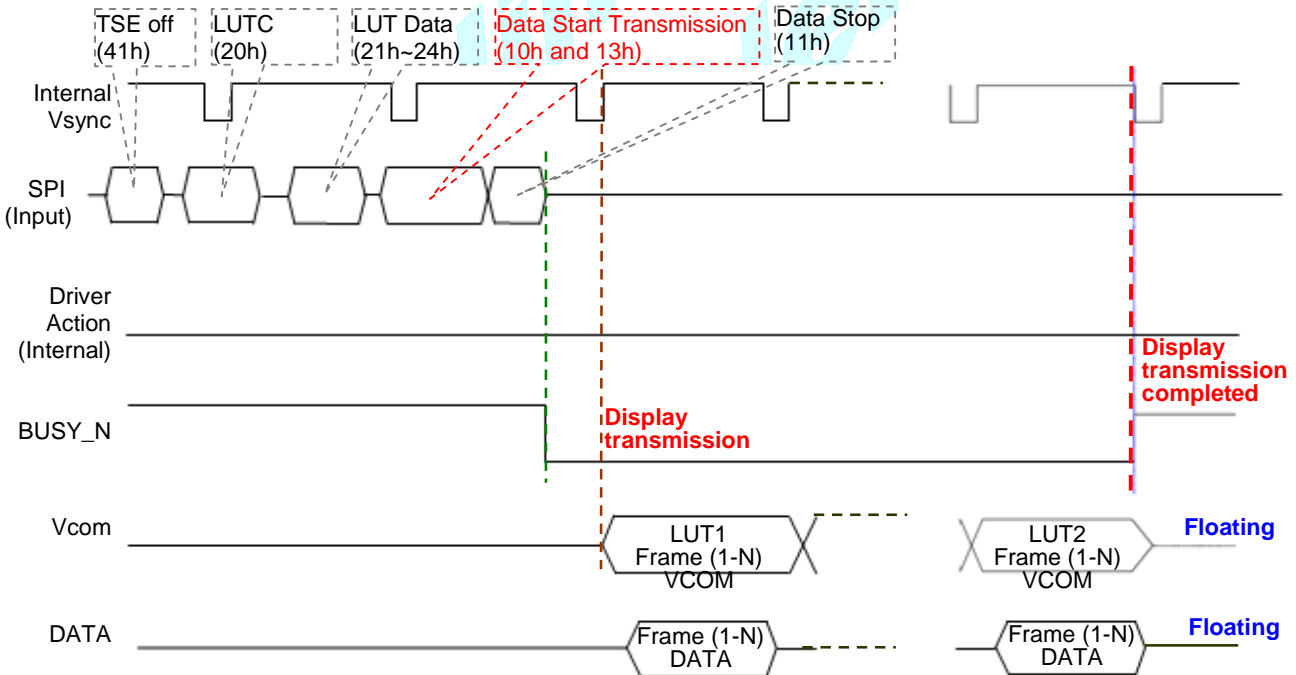 TSE off
(41h)
LUTC
(20h)
LUT Data
(21h~24h)
Data Start Transmission
(10h and 13h)
Data Stop
(11h)
Internal
Vsync
SPI
(Input)
Driver
Action
(Internal)
Display
transmission
completed
BUSY_N
Display
transmission
Vcom
LUT1
Frame (1-N)
VCOM
LUT2
Frame (1-N)
VCOM
Floating
DATA
Frame (1-N)
DATA
Frame (1-N)
DATA
Floating